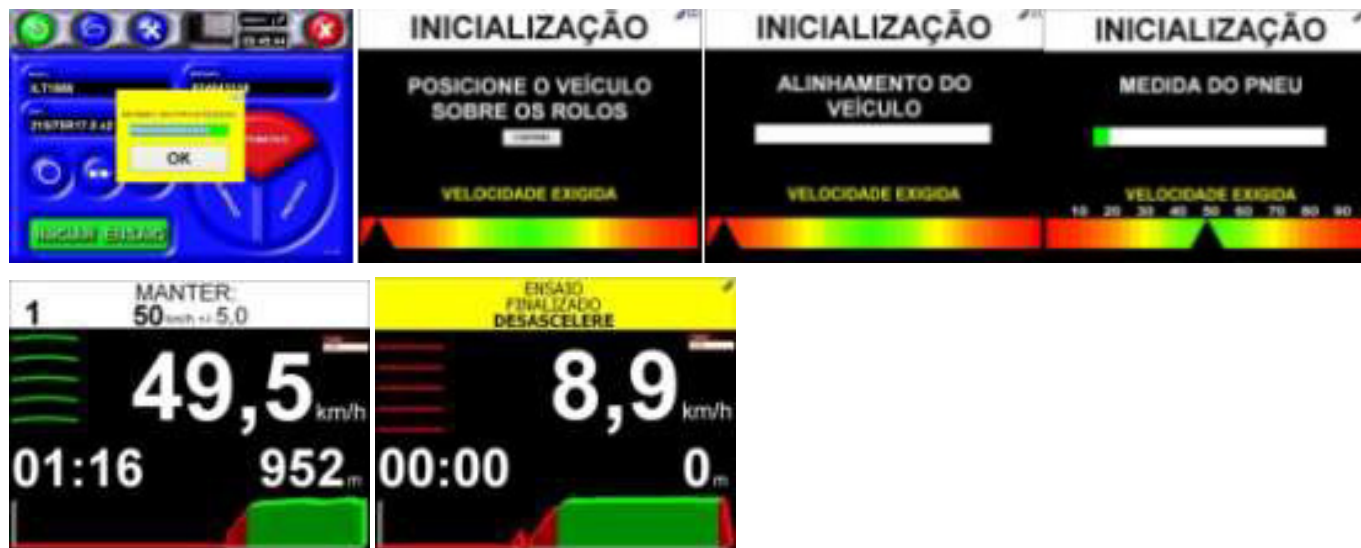 OK
INICIAR ENSAIO
INICIALIZAÇÃO
POSICIONE O VEÍCULO
SOBRE OS ROLOS
VELOCIDADE EXIGIDA
INICIALIZAÇÃO
ALINHAMENTO DO
VEÍCULO
VELOCIDADE EXIGIDA
INICIALIZAÇÃO
MEDIDA DO PNEU
VELOCIDADE EXIGIDA
10 20 30 40 50 60 70 80 90
1
MANTER:
50 km/h +/- 5,0
49,5 km/h
01:16
952 m
ENSAIO
FINALIZADO
DESASCELERE
8,9 km/h
00:00
0 m